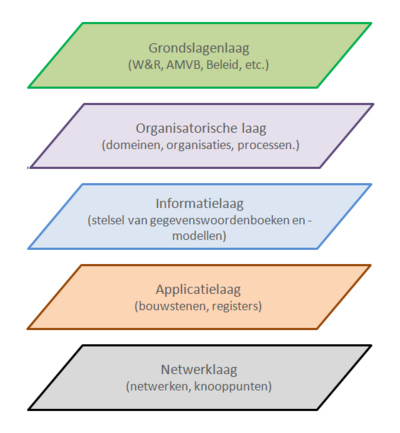 Grondslagenlaag
(W&R, AMVB, Beleid, etc.)
Organisatorische laag
(domeinen, organisaties, processen.)
Informatielaag
(stelsel van gegevenswoordenboeken en -
modellen)
Applicatielaag
(bouwstenen, registers)
Netwerklaag
(netwerken, knooppunten)